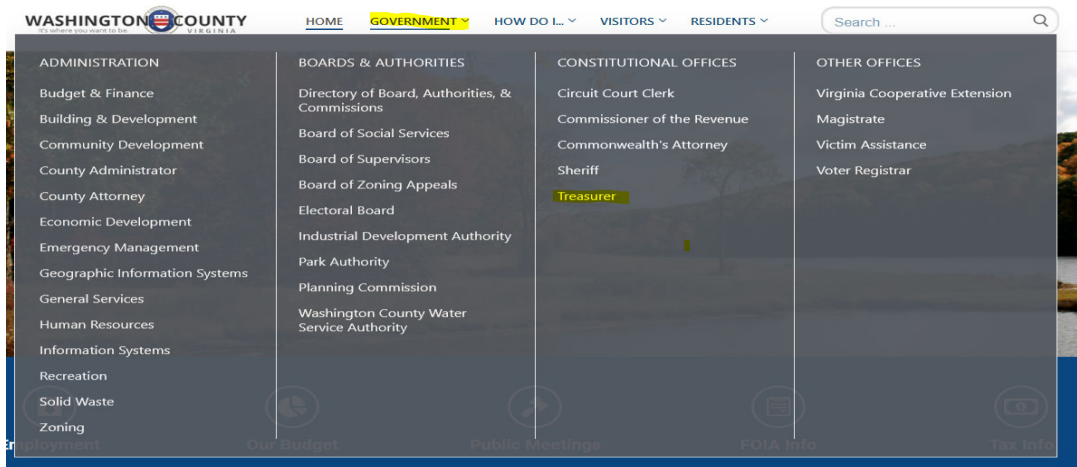 WASHINGTON COUNTY
It's where you want to be. VIRGINIA
HOME GOVERNMENT HOW DO I... VISITORS RESIDENTS Search ...
ADMINISTRATION
Budget & Finance
Building & Development
Community Development
County Administrator
County Attorney
Economic Development
Emergency Management
Geographic Information Systems
General Services
Human Resources
Information Systems
Recreation
Solid Waste
Zoning
BOARDS & AUTHORITIES
Directory of Board, Authorities, &
Commissions
Board of Social Services
Board of Supervisors
Board of Zoning Appeals
Electoral Board
Industrial Development Authority
Park Authority
Planning Commission
Washington County Water
Service Authority
CONSTITUTIONAL OFFICES
Circuit Court Clerk
Commissioner of the Revenue
Commonwealth's Attorney
Sheriff
Treasurer
OTHER OFFICES
Virginia Cooperative Extension
Magistrate
Victim Assistance
Voter Registrar
Employment Our Budget Public Meetings FOIA Info Tax Info